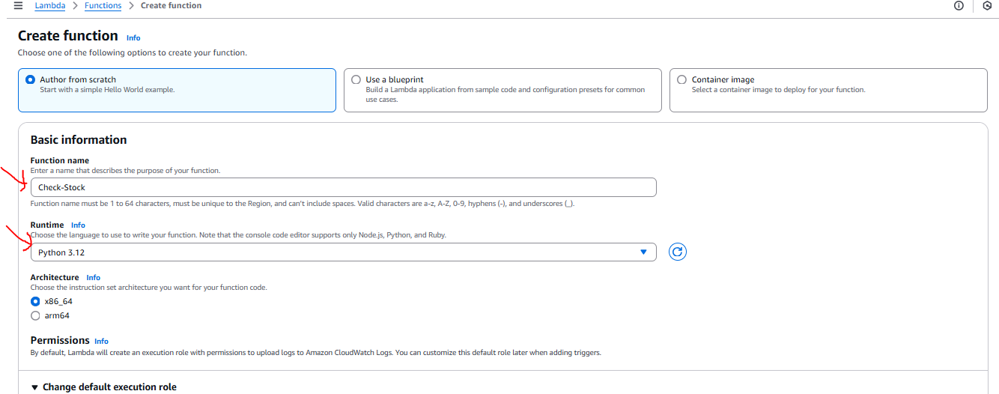 Lambda > Functions > Create function
Create function Info
Choose one of the following options to create your function.
Author from scratch
Start with a simple Hello World example.
Use a blueprint
Build a Lambda application from sample code and configuration presets for common
use cases.
Container image
Select a container image to deploy for your function.
Basic information
Function name
Enter a name that describes the purpose of your function.
Check-Stock
Function name must be 1 to 64 characters, must be unique to the Region, and can't include spaces. Valid characters are a-z, A-Z, 0-9, hyphens (-), and underscores (_).
Runtime Info
Choose the language to use to write your function. Note that the console code editor supports only Node.js, Python, and Ruby.
Python 3.12
Architecture Info
Choose the instruction set architecture you want for your function code.
x86_64
arm64
Permissions Info
By default, Lambda will create an execution role with permissions to upload logs to Amazon CloudWatch Logs. You can customize this default role later when adding triggers.
Change default execution role